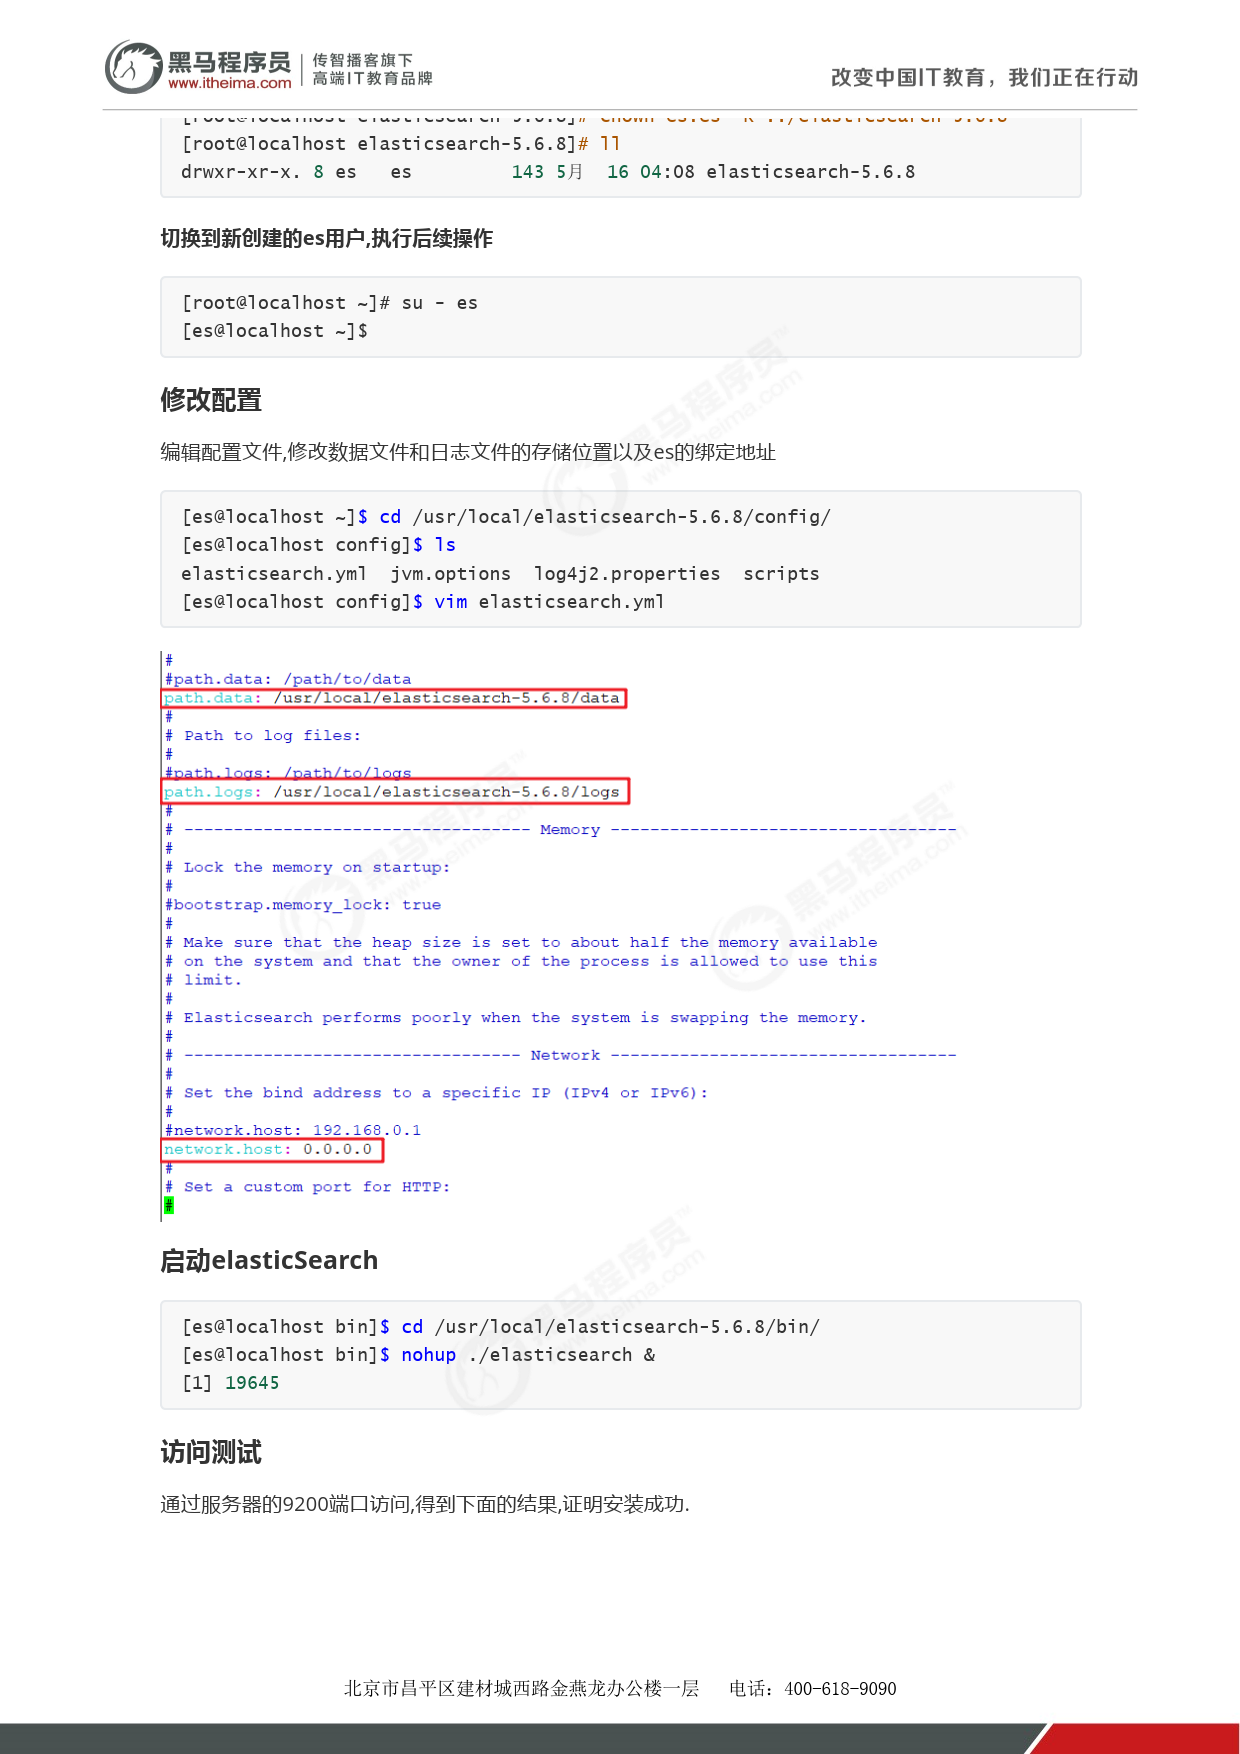 黑马程序员
www.itheima.com
传智播客旗下
高端IT教育品牌
改变中国IT教育，我们正在行动
[root@localhost elasticsearch-5.6.8]# chown es:es -R ../elasticsearch-5.6.8
[root@localhost elasticsearch-5.6.8]# ll
drwxr-xr-x. 8 es   es         143 5月  16 04:08 elasticsearch-5.6.8
切换到新创建的es用户,执行后续操作
[root@localhost ~]# su - es
[es@localhost ~]$
修改配置
编辑配置文件,修改数据文件和日志文件的存储位置以及es的绑定地址
[es@localhost ~]$ cd /usr/local/elasticsearch-5.6.8/config/
[es@localhost config]$ ls
elasticsearch.yml  jvm.options  log4j2.properties  scripts
[es@localhost config]$ vim elasticsearch.yml
#
#path.data: /path/to/data
path.data: /usr/local/elasticsearch-5.6.8/data
#
# Path to log files:
#
#path.logs: /path/to/logs
path.logs: /usr/local/elasticsearch-5.6.8/logs
#
# ----------------------------------- Memory -----------------------------------
#
# Lock the memory on startup:
#
#bootstrap.memory_lock: true
#
# Make sure that the heap size is set to about half the memory available
# on the system and that the owner of the process is allowed to use this
# limit.
#
# Elasticsearch performs poorly when the system is swapping the memory.
#
# ---------------------------------- Network -----------------------------------
#
# Set the bind address to a specific IP (IPv4 or IPv6):
#
#network.host: 192.168.0.1
network.host: 0.0.0.0
#
# Set a custom port for HTTP:
#
启动elasticSearch
[es@localhost bin]$ cd /usr/local/elasticsearch-5.6.8/bin/
[es@localhost bin]$ nohup ./elasticsearch &
[1] 19645
访问测试
通过服务器的9200端口访问,得到下面的结果,证明安装成功.
北京市昌平区建材城西路金燕龙办公楼一层   电话：400-618-9090